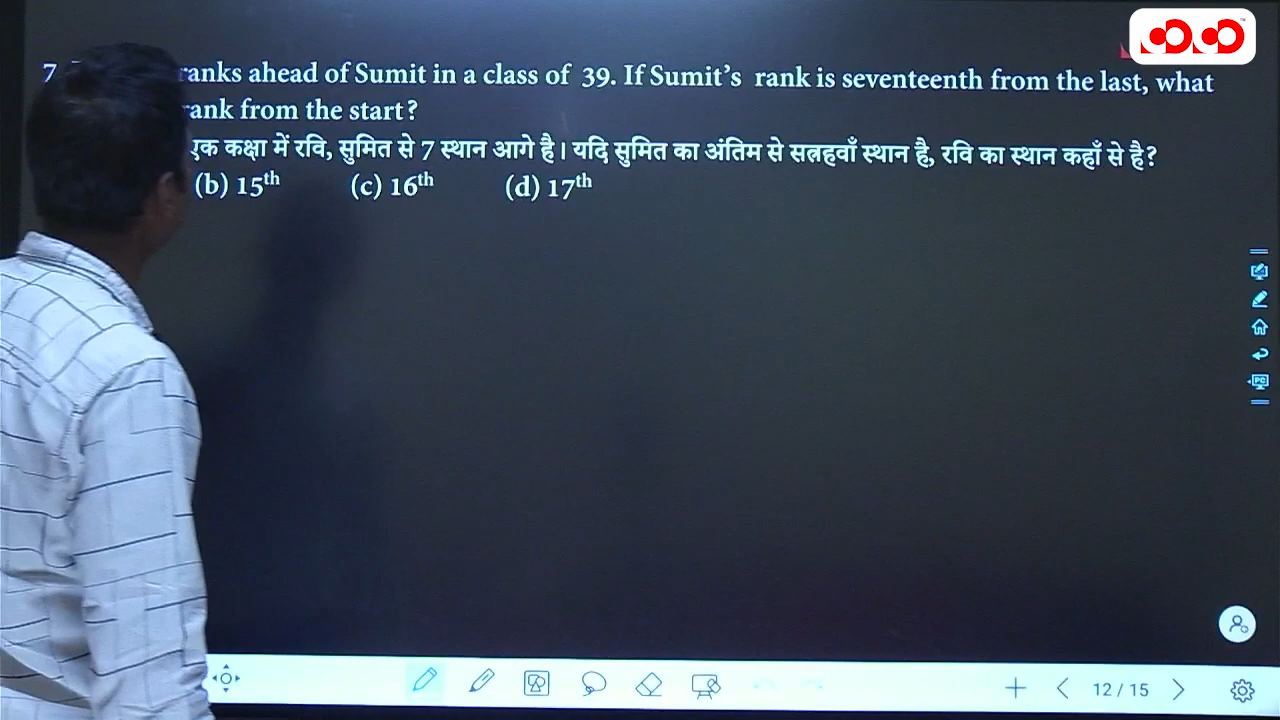 7
ranks ahead of Sumit in a class of 39. If Sumit's rank is seventeenth from the last, what
rank from the start?
एक कक्षा में रवि, सुमित से 7 स्थान आगे है। यदि सुमित का अंतिम से सत्रहवाँ स्थान है, रवि का स्थान कहाँ से है?
(b) 15th (c) 16th (d) 17th
PC
12 / 15